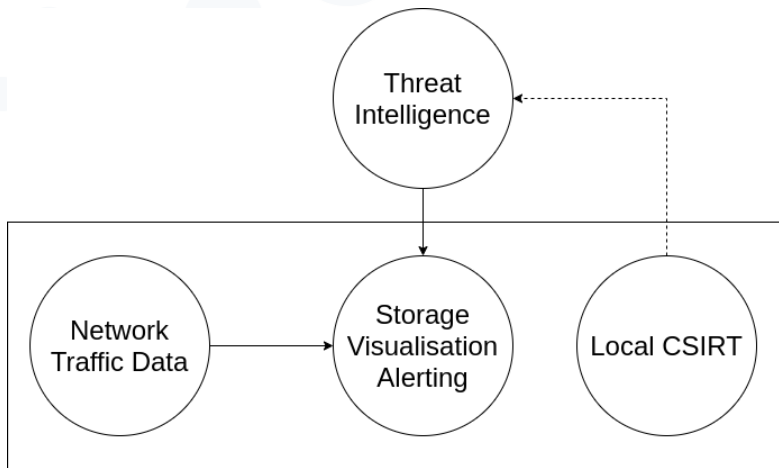 Threat
Intelligence
Network
Traffic Data
Storage
Visualisation
Alerting
Local CSIRT